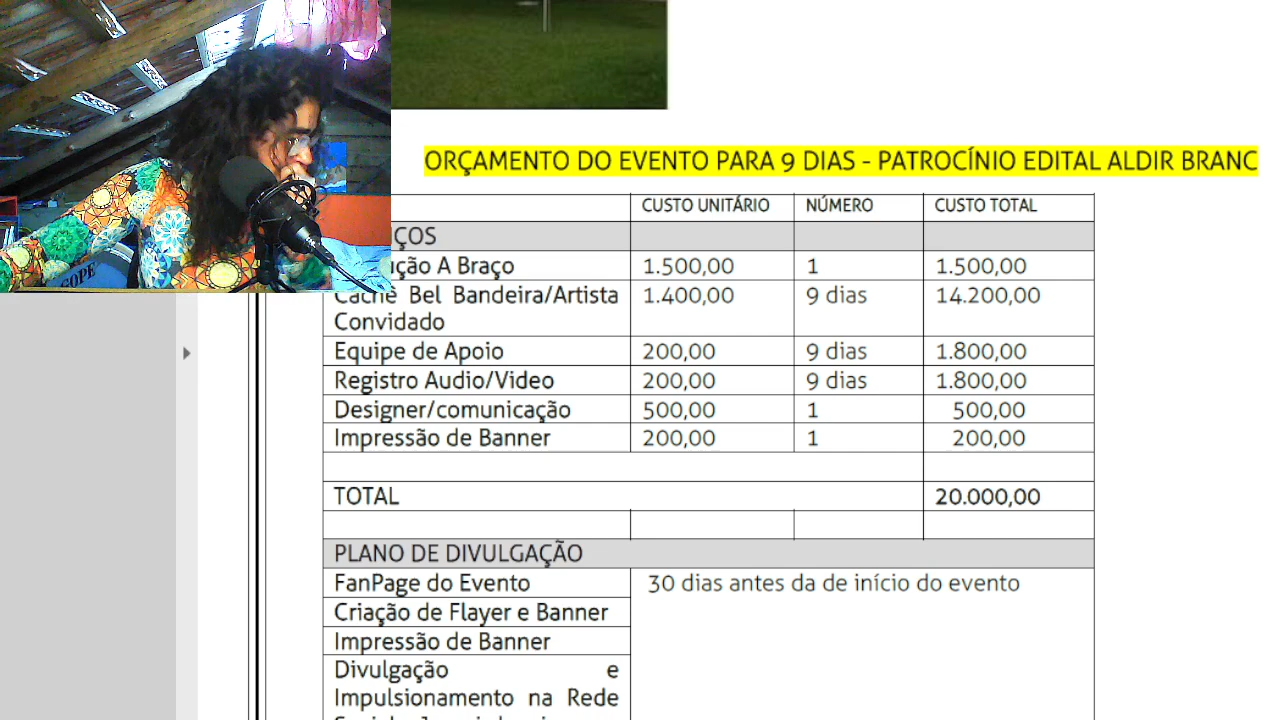 ORÇAMENTO DO EVENTO PARA 9 DIAS - PATROCÍNIO EDITAL ALDIR BRANC
CUSTO UNITÁRIO NÚMERO CUSTO TOTAL
ÇOS
ução A Braço 1.500,00 1 1.500,00
Cachê Bel Bandeira/Artista 1.400,00 9 dias 14.200,00
Convidado
Equipe de Apoio 200,00 9 dias 1.800,00
Registro Audio/Video 200,00 9 dias 1.800,00
Designer/comunicação 500,00 1 500,00
Impressão de Banner 200,00 1 200,00
TOTAL 20.000,00
PLANO DE DIVULGAÇÃO
FanPage do Evento 30 dias antes da de início do evento
Criação de Flayer e Banner
Impressão de Banner
Divulgação e
Impulsionamento na Rede